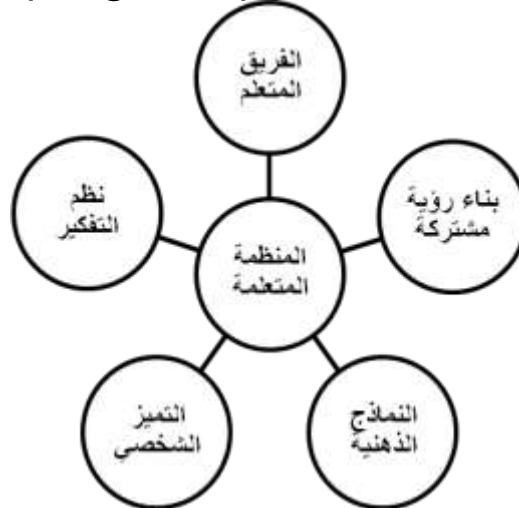 الفريق
المتعلم
بناء رؤية
مشتركة
نظم
التفكير
المنظمة
المتعلمة
النماذج
الذهنية
التميز
الشخصي